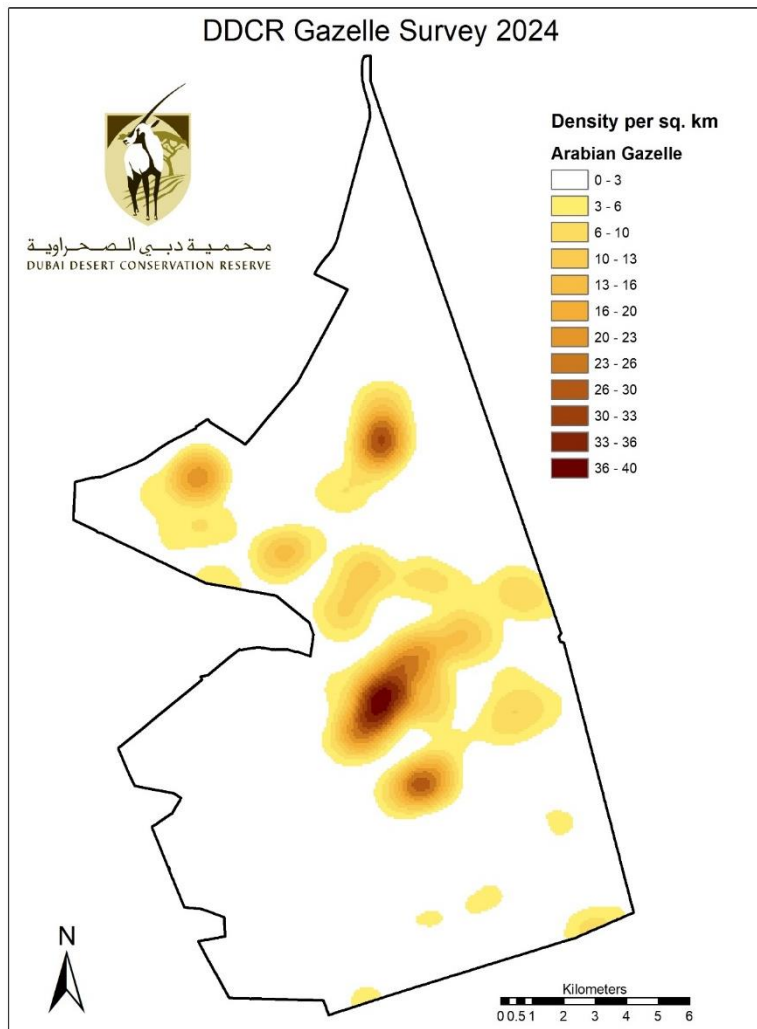 DDCR Gazelle Survey 2024
محمية دبي الصحراوية
DUBAI DESERT CONSERVATION RESERVE
Density per sq. km
Arabian Gazelle
0 - 3
3 - 6
6 - 10
10 - 13
13 - 16
16 - 20
20 - 23
23 - 26
26 - 30
30 - 33
33 - 36
36 - 40
N
Kilometers
0 0.5 1 2 3 4 5 6